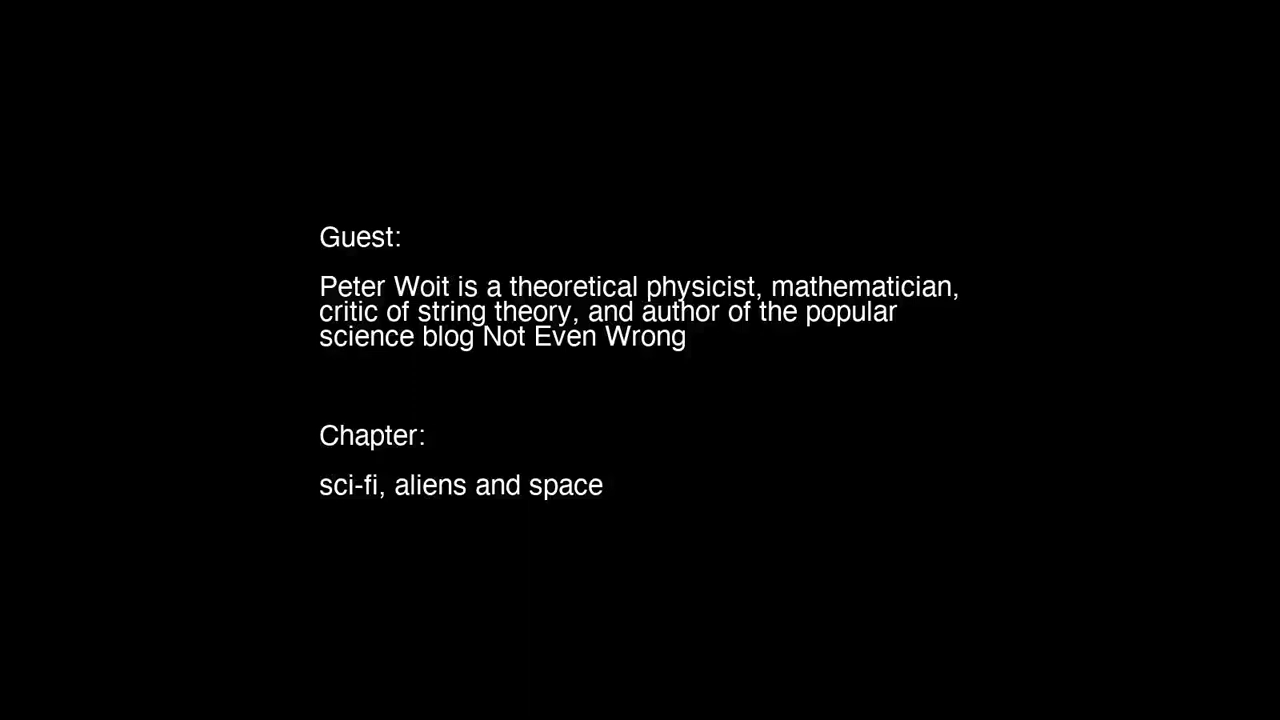 Guest:
Peter Woit is a theoretical physicist, mathematician,
critic of string theory, and author of the popular
science blog Not Even Wrong
Chapter:
sci-fi, aliens and space